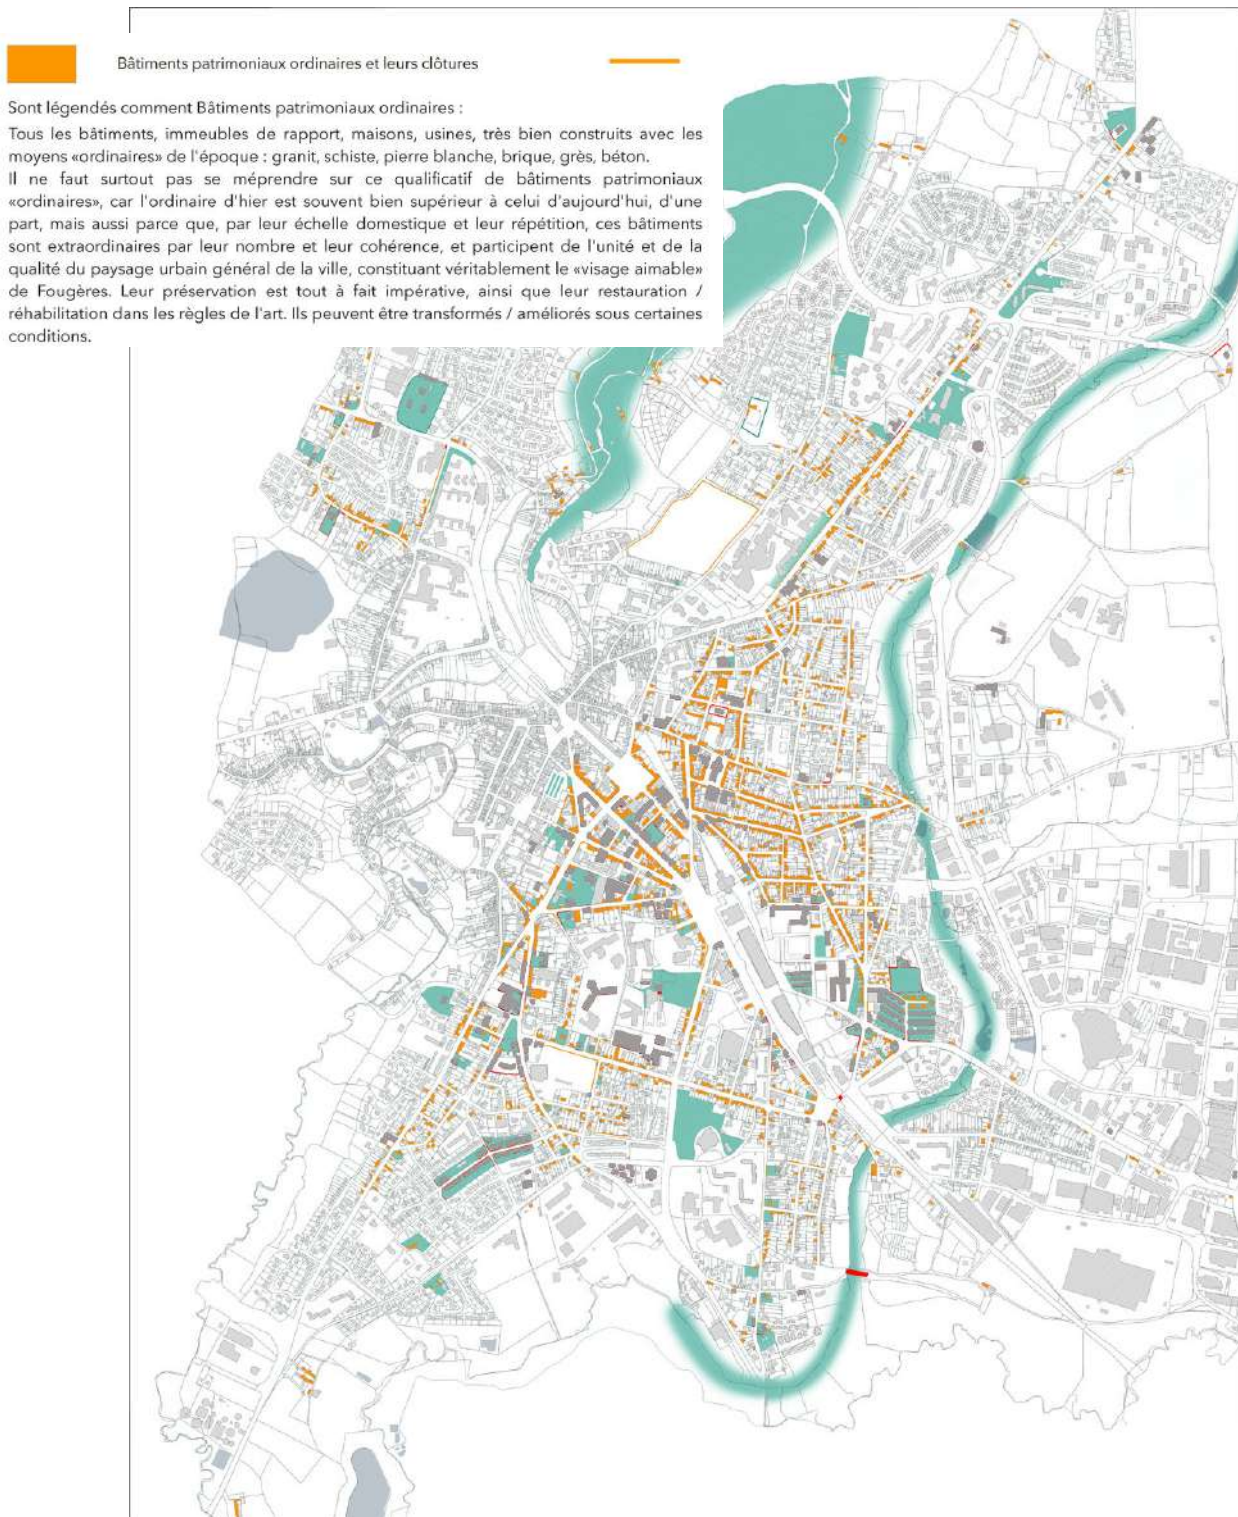 Bâtiments patrimoniaux ordinaires et leurs clôtures
Sont légendés comment Bâtiments patrimoniaux ordinaires :
Tous les bâtiments, immeubles de rapport, maisons, usines, très bien construits avec les
moyens «ordinaires» de l'époque : granit, schiste, pierre blanche, brique, grès, béton.
Il ne faut surtout pas se méprendre sur ce qualificatif de bâtiments patrimoniaux
«ordinaires», car l'ordinaire d'hier est souvent bien supérieur à celui d'aujourd'hui, d'une
part, mais aussi parce que, par leur échelle domestique et leur répétition, ces bâtiments
sont extraordinaires par leur nombre et leur cohérence, et participent de l'unité et de la
qualité du paysage urbain général de la ville, constituant véritablement le «visage aimable»
de Fougères. Leur préservation est tout à fait impérative, ainsi que leur restauration /
réhabilitation dans les règles de l'art. Ils peuvent être transformés / améliorés sous certaines
conditions.